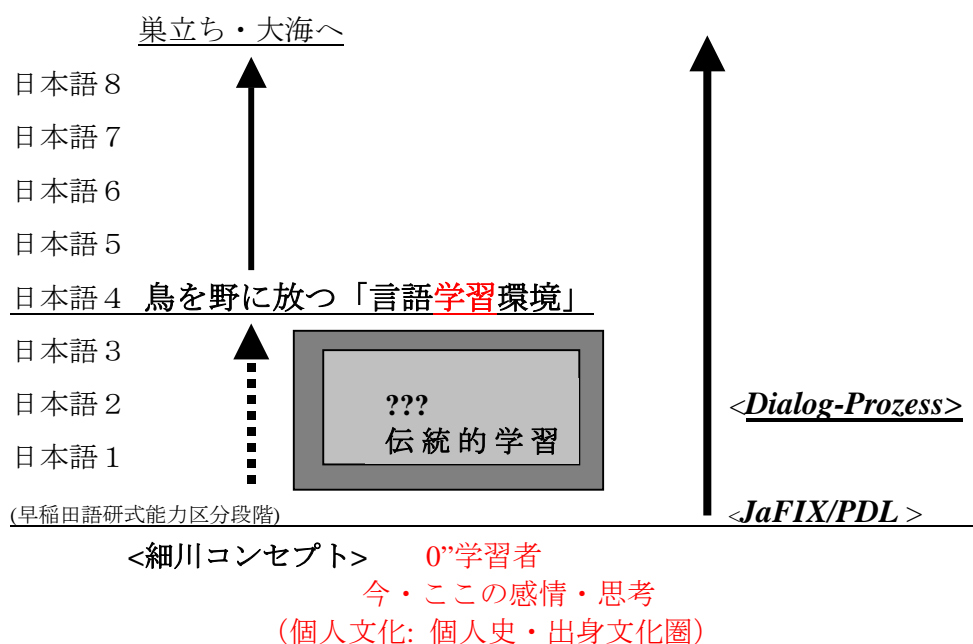 巣立ち・大海へ
日本語８
日本語７
日本語６
日本語５
日本語４ 鳥を野に放つ「言語学習環境」
日本語３
日本語２
???
<Dialog-Prozess>
伝統的学習
日本語１
(早稲田語研式能力区分段階)
<JaFIX/PDL >
<細川コンセプト> 0”学習者
今・ここの感情・思考
（個人文化: 個人史・出身文化圏）